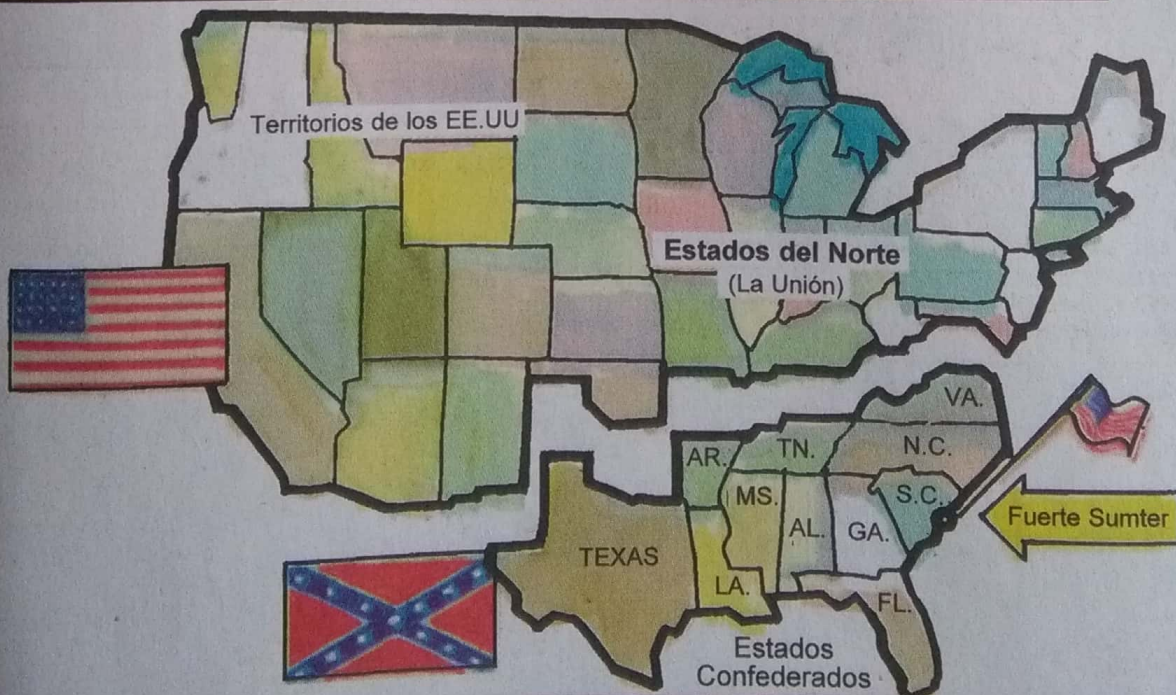 Territorios de los EE.UU
Estados del Norte
(La Unión)
VA.
AR.
TN.
N.C.
MS.
S.C.
AL.
GA.
Fuerte Sumter
TEXAS
LA.
FL.
Estados
Confederados